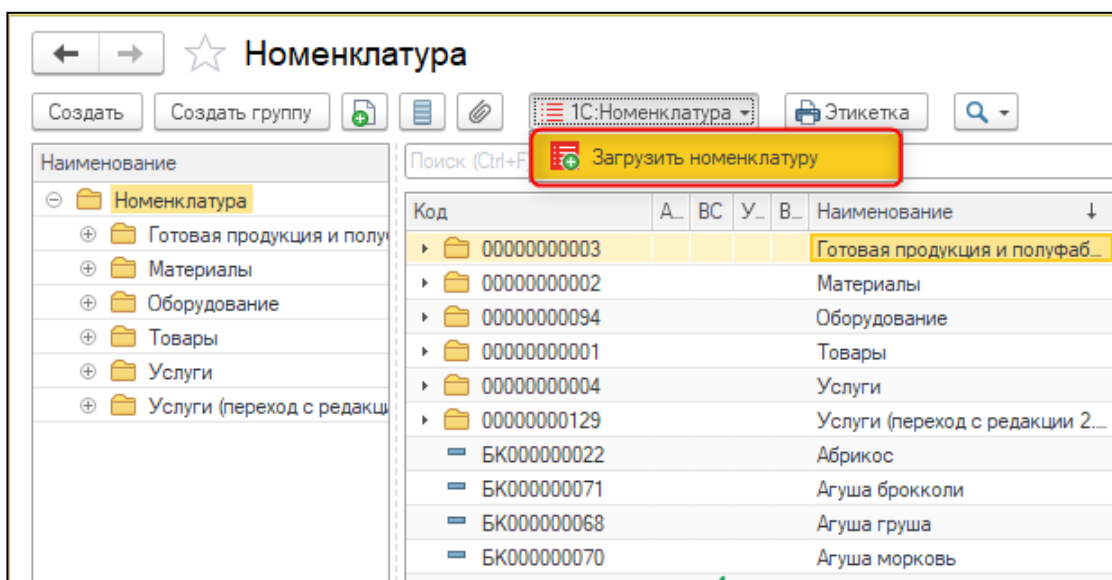 Номенклатура
Создать Создать группу 1С:Номенклатура Этикетка
Наименование
Поиск (Ctrl+F
Загрузить номенклатуру
Номенклатура
Готовая продукция и полу
Материалы
Оборудование
Товары
Услуги
Услуги (переход с редакц
Код А... ВС У... В... Наименование ↓
00000000003 Готовая продукция и полуфаб...
00000000002 Материалы
00000000094 Оборудование
00000000001 Товары
00000000004 Услуги
00000000129 Услуги (переход с редакции 2....
БК000000022 Абрикос
БК000000071 Агуша брокколи
БК000000068 Агуша груша
БК000000070 Агуша морковь